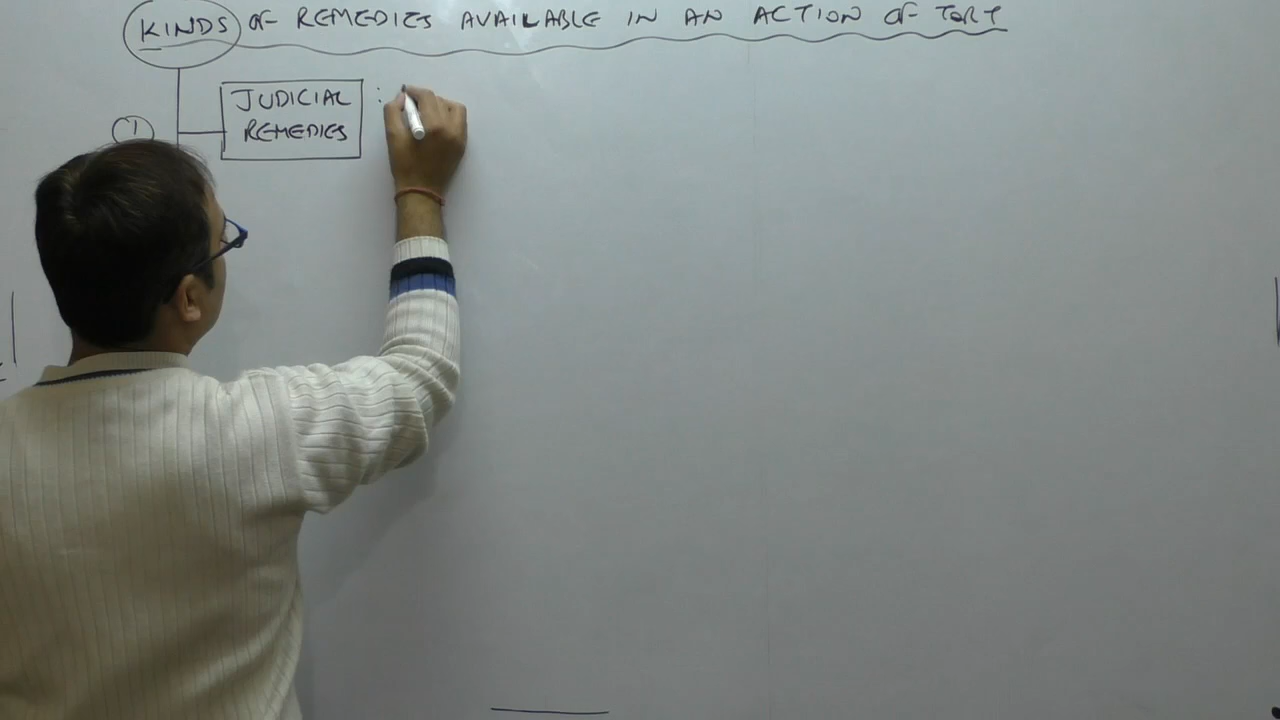 KINDS OF REMEDIES AVAILABLE IN AN ACTION OF TORT
① JUDICIAL
REMEDIES :